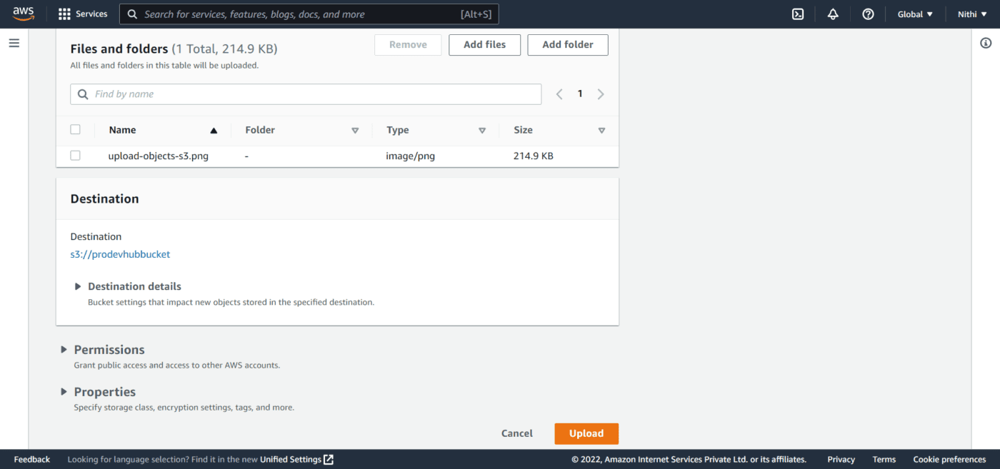 aws Services Search for services, features, blogs, docs, and more [Alt+S] Global Nithi
Files and folders (1 Total, 214.9 KB) Remove Add files Add folder
All files and folders in this table will be uploaded.
Find by name 1
Name Folder Type Size
upload-objects-s3.png - image/png 214.9 KB
Destination
Destination
s3://prodevhubbucket
Destination details
Bucket settings that impact new objects stored in the specified destination.
Permissions
Grant public access and access to other AWS accounts.
Properties
Specify storage class, encryption settings, tags, and more.
Cancel Upload
Feedback Looking for language selection? Find it in the new Unified Settings © 2022, Amazon Internet Services Private Ltd. or its affiliates. Privacy Terms Cookie preferences